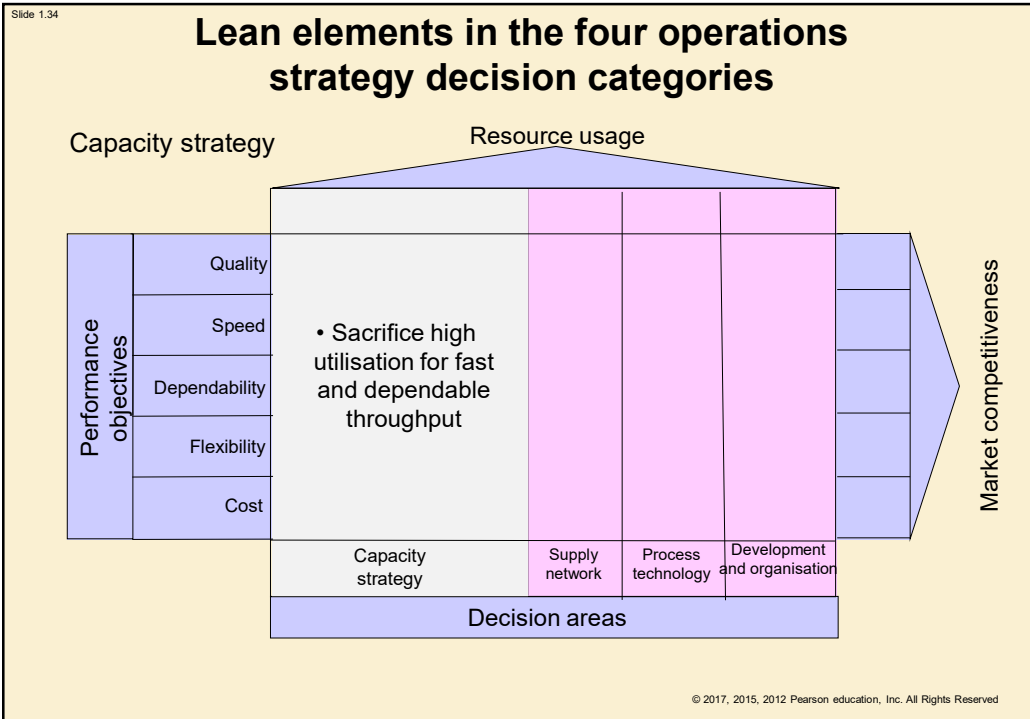 Slide 1.34
Lean elements in the four operations
strategy decision categories
Capacity strategy
Resource usage
Performance
objectives
Quality
Speed
Dependability
Flexibility
Cost
• Sacrifice high
utilisation for fast
and dependable
throughput
Market competitiveness
Capacity
strategy
Supply
network
Process
technology
Development
and organisation
Decision areas
© 2017, 2015, 2012 Pearson education, Inc. All Rights Reserved